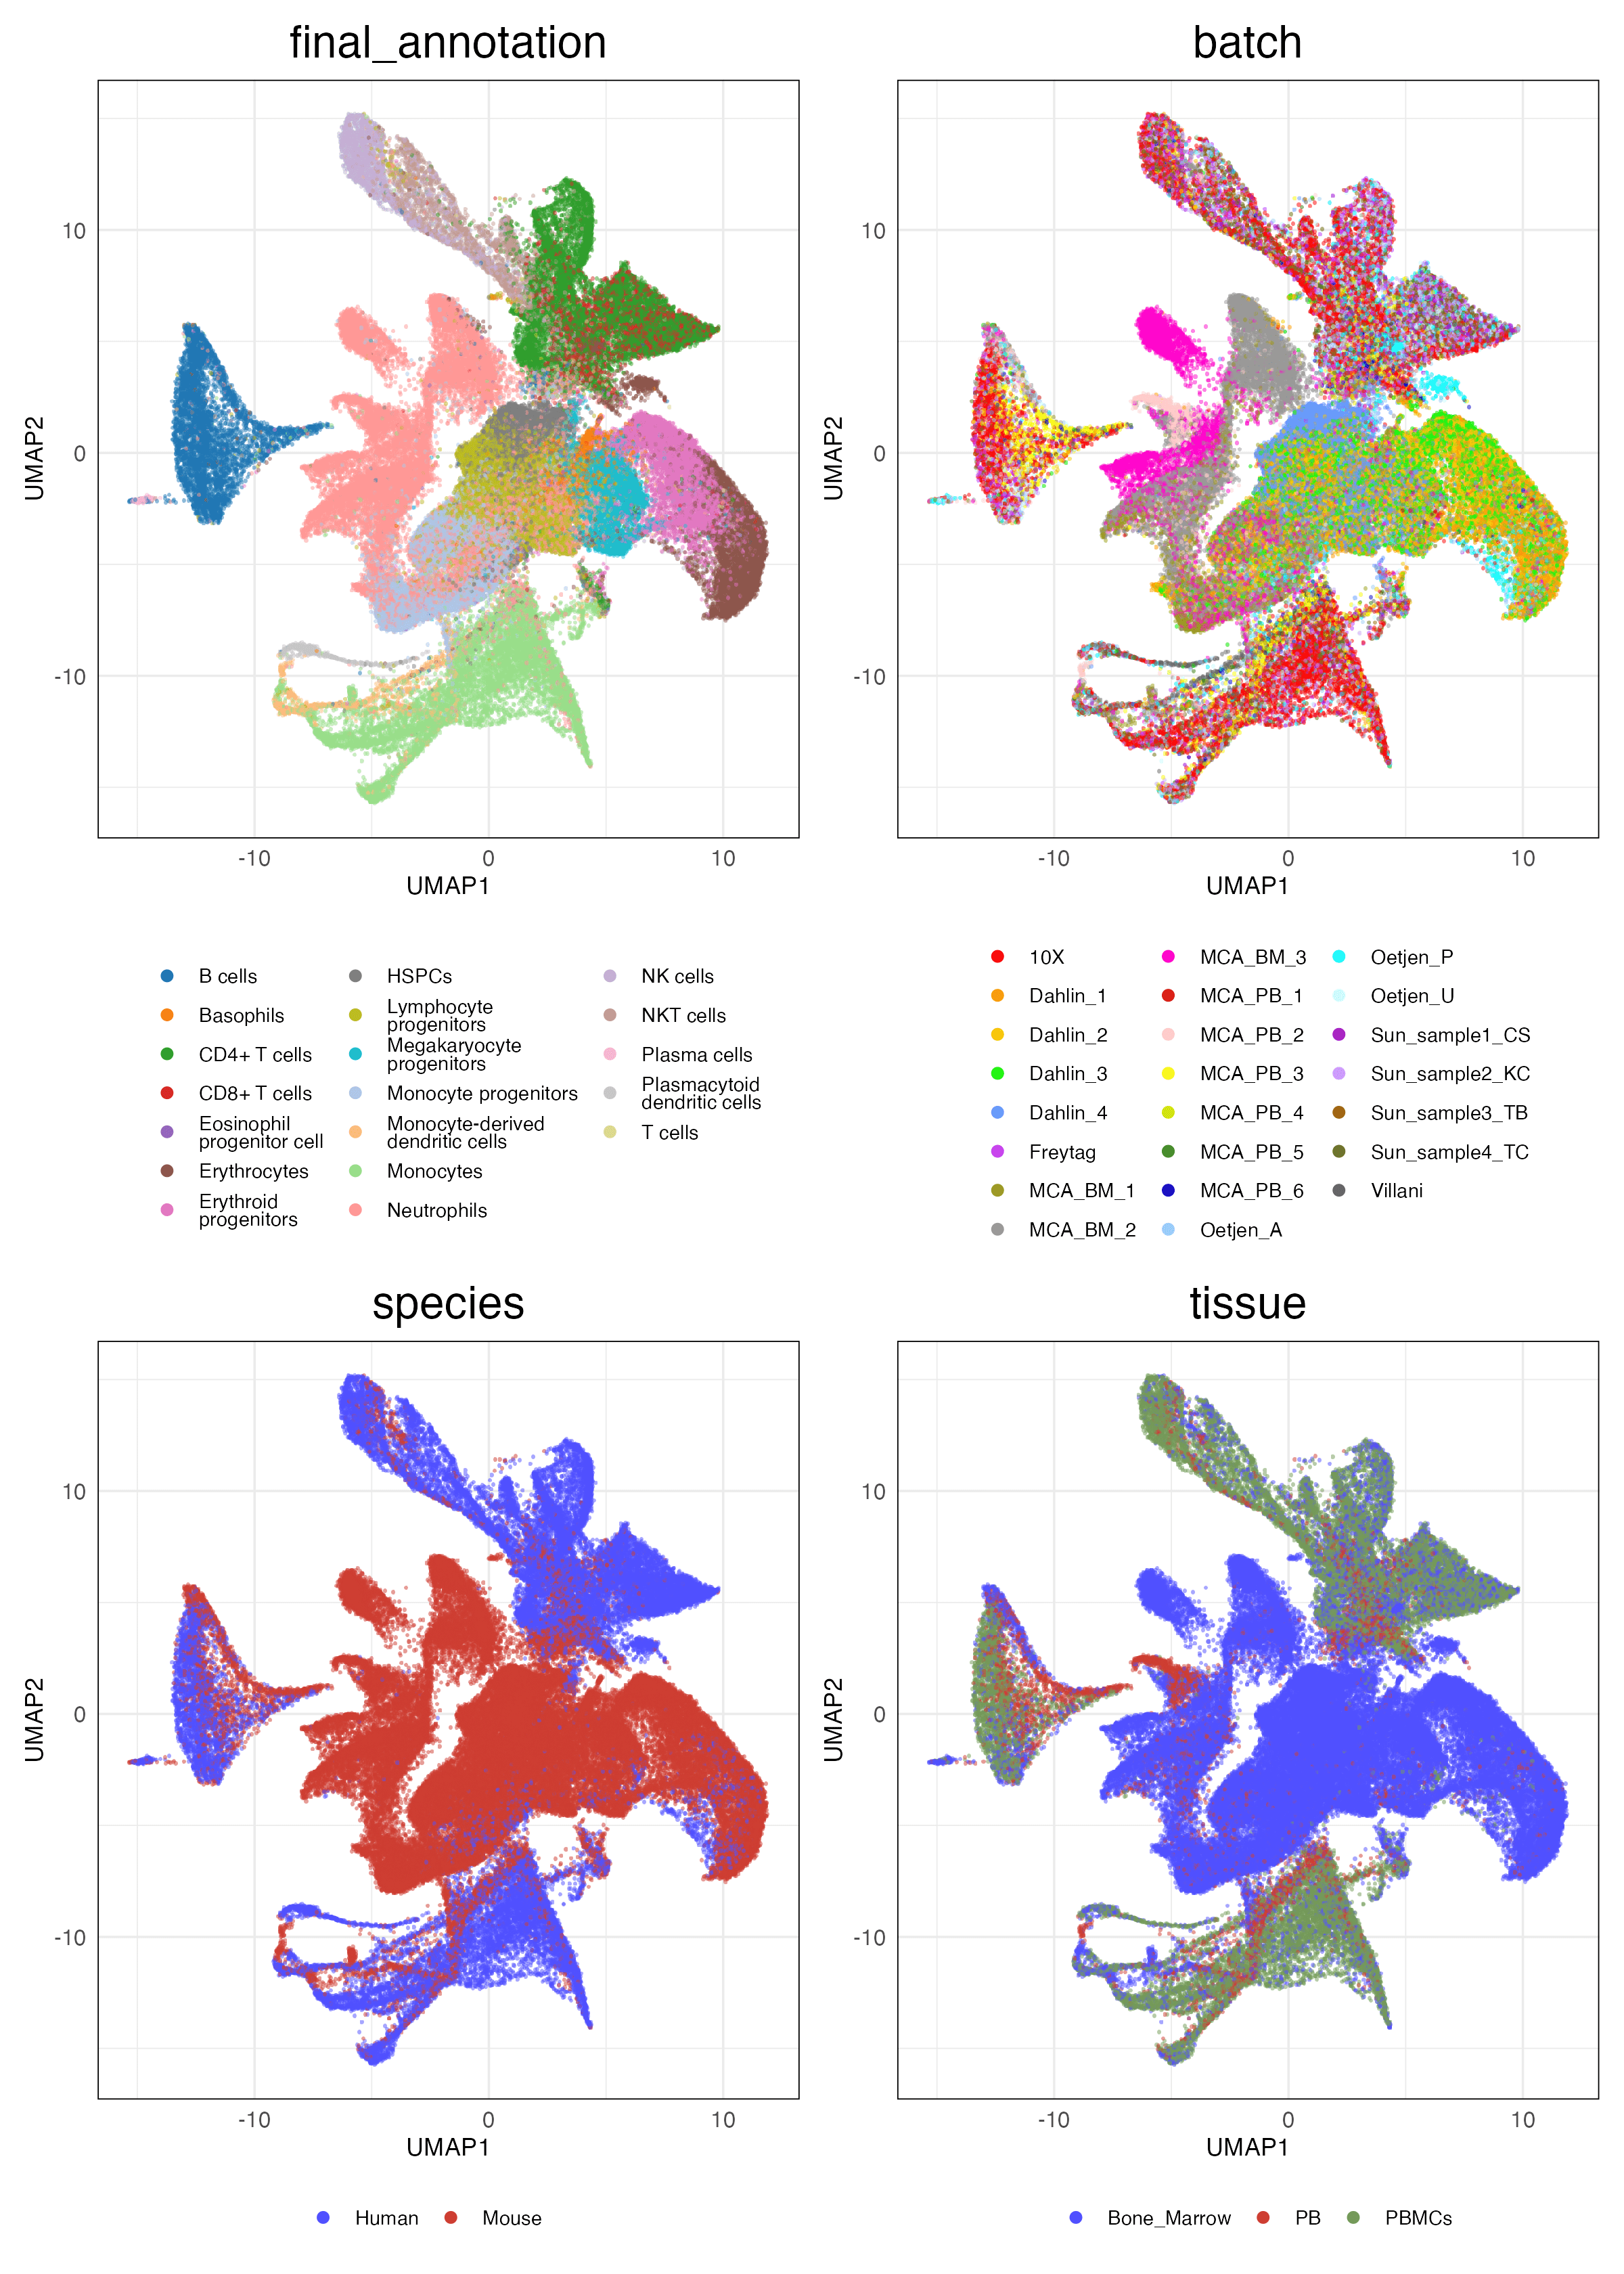 final_annotation
batch
UMAP2
10
0
-10
-10
0
10
UMAP1
UMAP2
10
0
-10
-10
0
10
UMAP1
B cells
Basophils
CD4+ T cells
CD8+ T cells
Eosinophil
progenitor cell
Erythrocytes
Erythroid
progenitors
HSPCs
Lymphocyte
progenitors
Megakaryocyte
progenitors
Monocyte progenitors
Monocyte-derived
dendritic cells
Monocytes
Neutrophils
NK cells
NKT cells
Plasma cells
Plasmacytoid
dendritic cells
T cells
10X
Dahlin_1
Dahlin_2
Dahlin_3
Dahlin_4
Freytag
MCA_BM_1
MCA_BM_2
MCA_BM_3
MCA_PB_1
MCA_PB_2
MCA_PB_3
MCA_PB_4
MCA_PB_5
MCA_PB_6
Oetjen_A
Oetjen_P
Oetjen_U
Sun_sample1_CS
Sun_sample2_KC
Sun_sample3_TB
Sun_sample4_TC
Villani
species
tissue
UMAP2
10
0
-10
-10
0
10
UMAP1
UMAP2
10
0
-10
-10
0
10
UMAP1
Human
Mouse
Bone_Marrow
PB
PBMCs